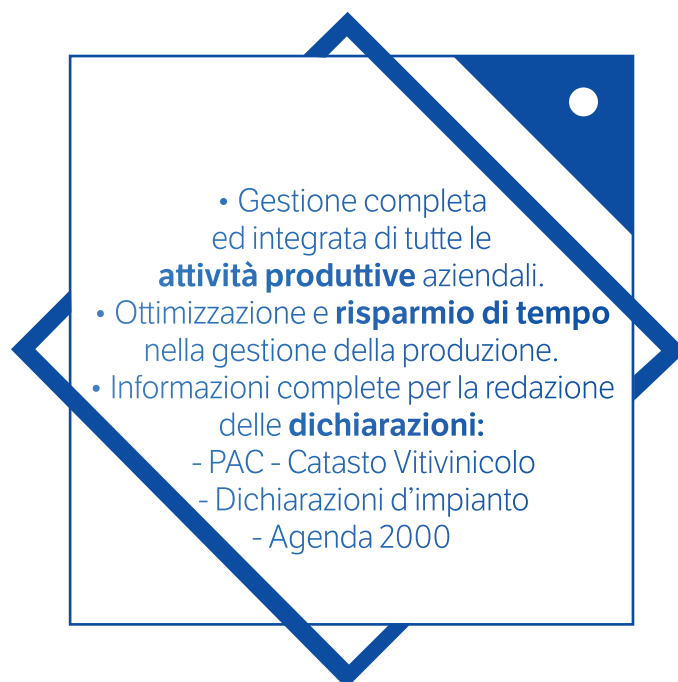 • Gestione completa
ed integrata di tutte le
attività produttive aziendali.
• Ottimizzazione e risparmio di tempo
nella gestione della produzione.
• Informazioni complete per la redazione
delle dichiarazioni:
- PAC - Catasto Vitivinicolo
- Dichiarazioni d’impianto
- Agenda 2000